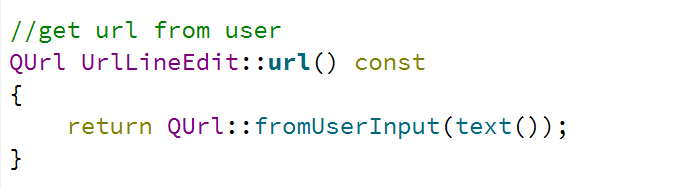 //get url from user
QUrl UrlLineEdit::url() const
{
    return QUrl::fromUserInput(text());
}